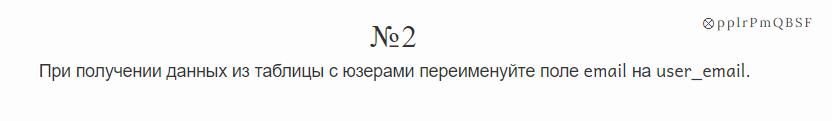 ⊗pplrPmQBSF
№2
При получении данных из таблицы с юзерами переименуйте поле email на user_email.